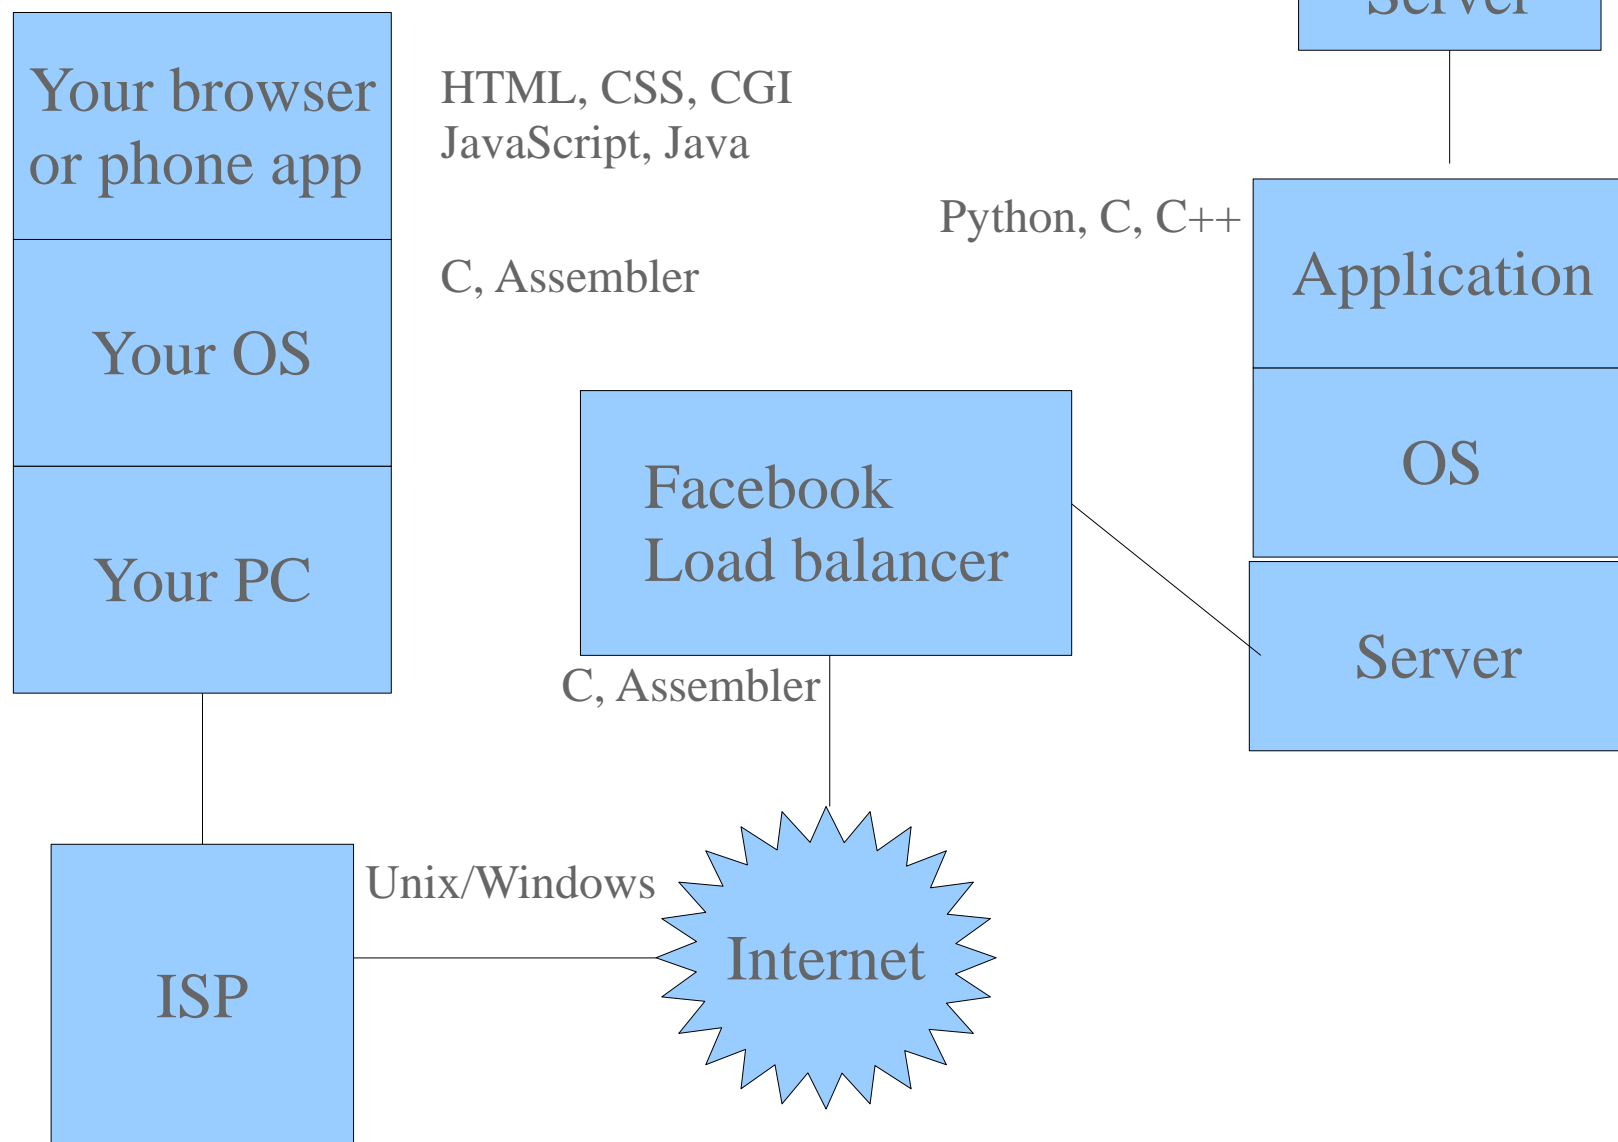 Server
Your browser
or phone app
HTML, CSS, CGI
JavaScript, Java
Python, C, C++
Application
C, Assembler
Your OS
OS
Facebook
Load balancer
Your PC
Server
C, Assembler
Unix/Windows
Internet
ISP